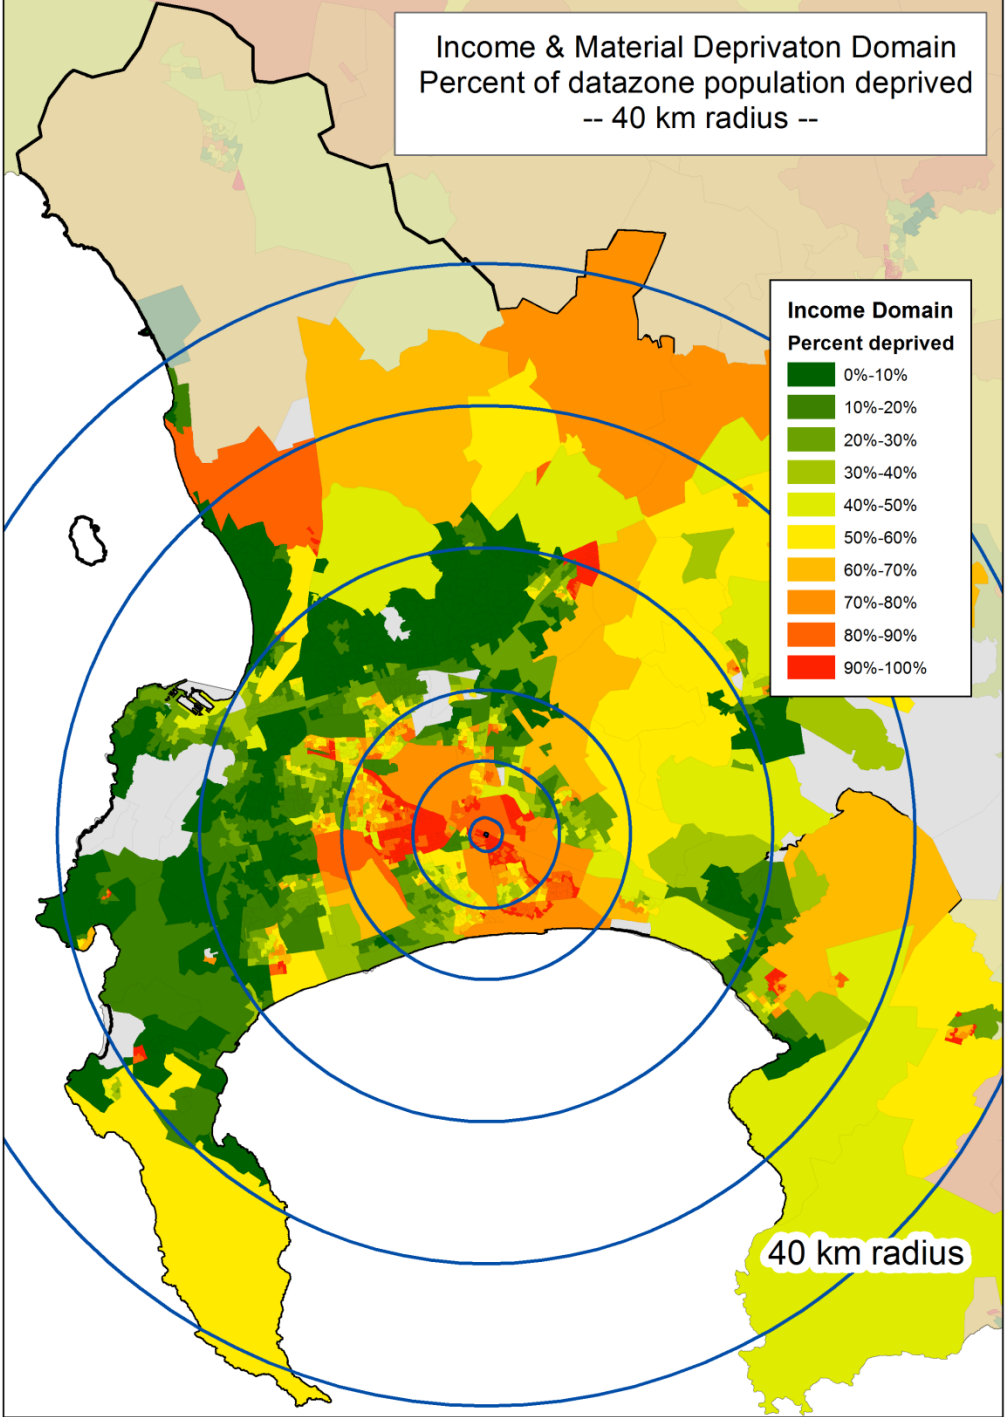 Income & Material Deprivaton Domain
Percent of datazone population deprived
-- 40 km radius --
Income Domain
Percent deprived
0%-10%
10%-20%
20%-30%
30%-40%
40%-50%
50%-60%
60%-70%
70%-80%
80%-90%
90%-100%
40 km radius